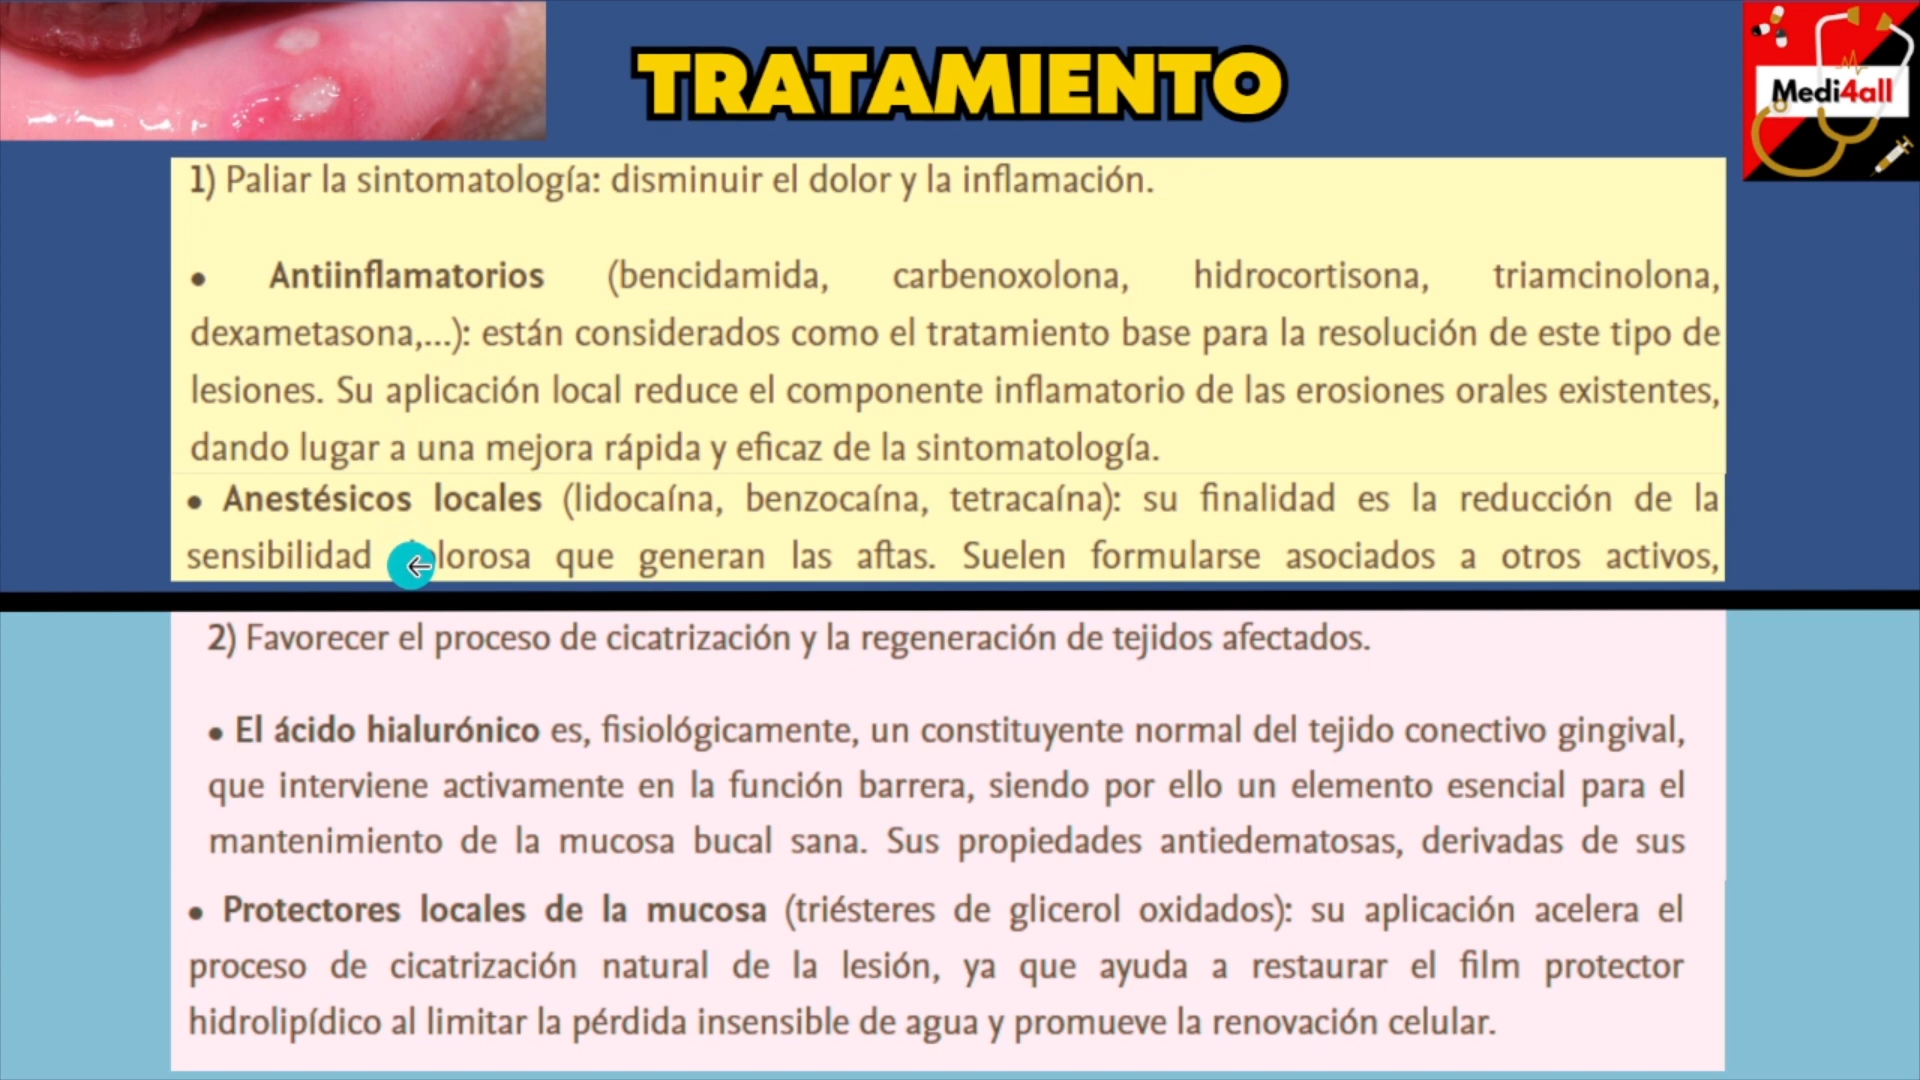 TRATAMIENTO
Medi4all
1) Paliar la sintomatología: disminuir el dolor y la inflamación.
• Antiinflamatorios (bencidamida, carbenoxolona, hidrocortisona, triamcinolona,
dexametasona,...): están considerados como el tratamiento base para la resolución de este tipo de
lesiones. Su aplicación local reduce el componente inflamatorio de las erosiones orales existentes,
dando lugar a una mejora rápida y eficaz de la sintomatología.
• Anestésicos locales (lidocaína, benzocaína, tetracaína): su finalidad es la reducción de la
sensibilidad lorosa que generan las aftas. Suelen formularse asociados a otros activos,
2) Favorecer el proceso de cicatrización y la regeneración de tejidos afectados.
• El ácido hialurónico es, fisiológicamente, un constituyente normal del tejido conectivo gingival,
que interviene activamente en la función barrera, siendo por ello un elemento esencial para el
mantenimiento de la mucosa bucal sana. Sus propiedades antiedematosas, derivadas de sus
• Protectores locales de la mucosa (triésteres de glicerol oxidados): su aplicación acelera el
proceso de cicatrización natural de la lesión, ya que ayuda a restaurar el film protector
hidrolipídico al limitar la pérdida insensible de agua y promueve la renovación celular.